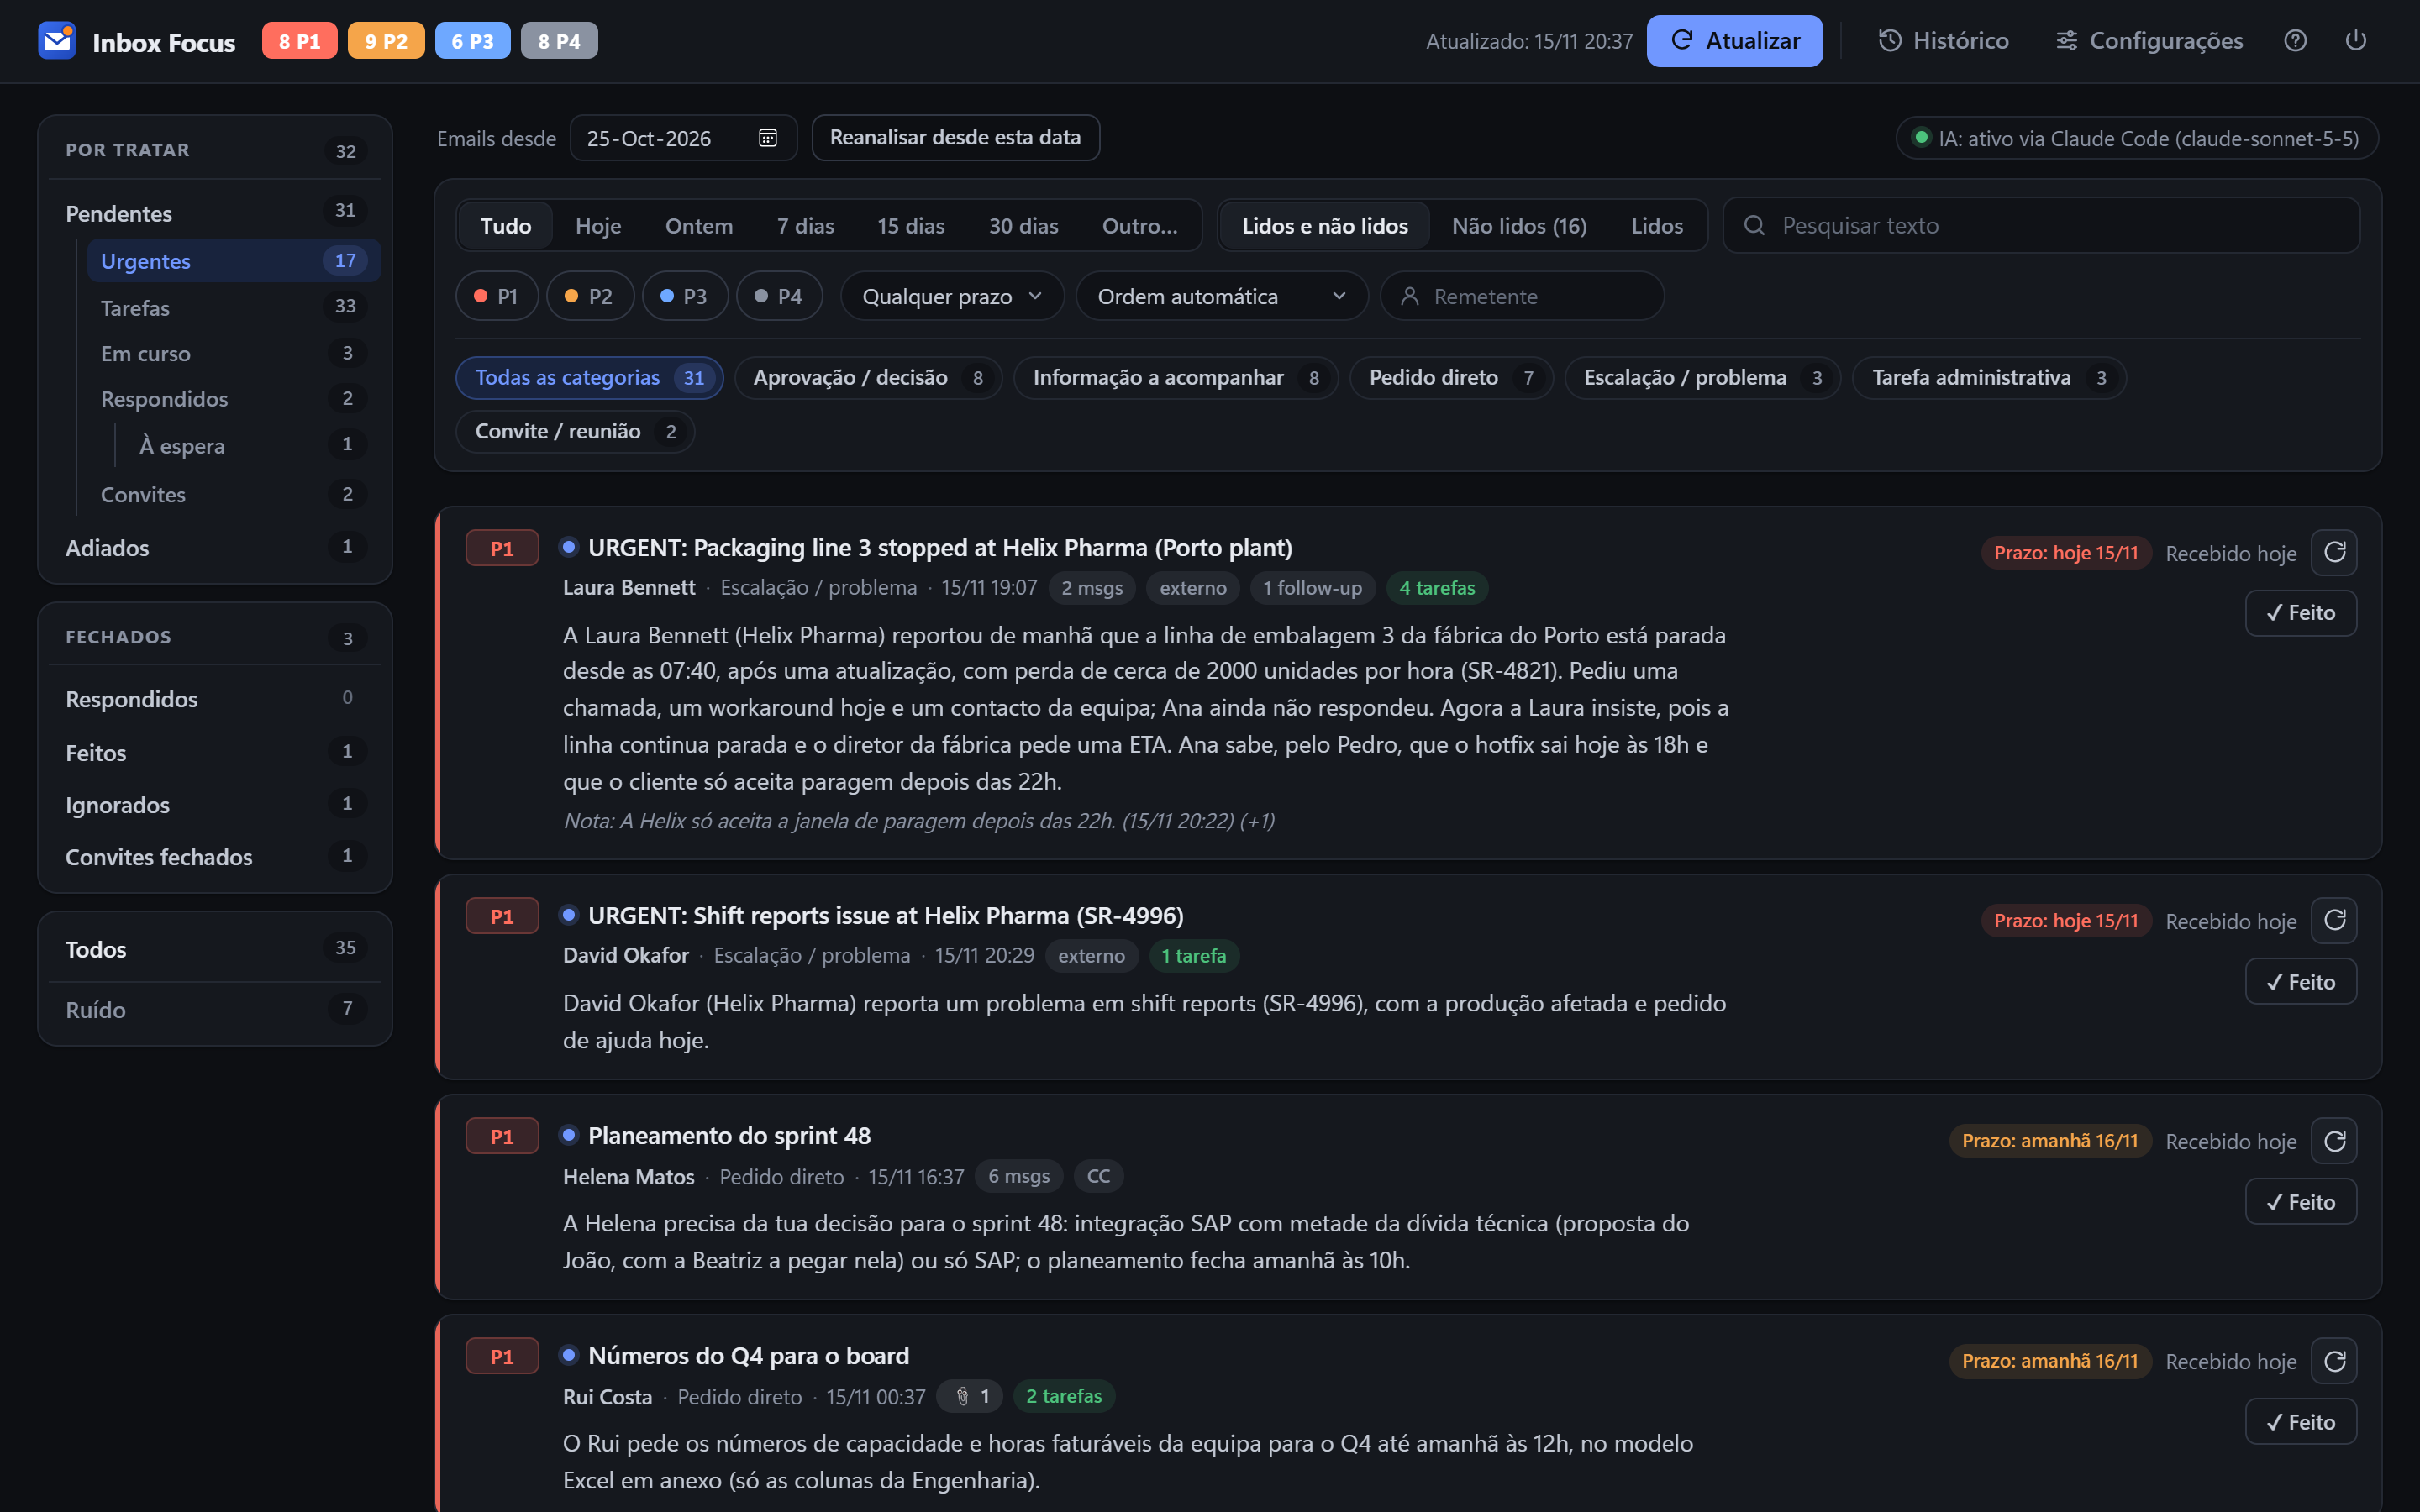 Inbox Focus 8 P1 9 P2 6 P3 8 P4 Atualizado: 15/11 20:37 Atualizar Histórico Configurações
POR TRATAR 32
Pendentes 31
Urgentes 17
Tarefas 33
Em curso 3
Respondidos 2
À espera 1
Convites 2
Adiados 1
FECHADOS 3
Respondidos 0
Feitos 1
Ignorados 1
Convites fechados 1
Todos 35
Ruído 7
Emails desde 25-Oct-2026 Reanalisar desde esta data IA: ativo via Claude Code (claude-sonnet-5-5)
Tudo Hoje Ontem 7 dias 15 dias 30 dias Outro... Lidos e não lidos Não lidos (16) Lidos Pesquisar texto
P1 P2 P3 P4 Qualquer prazo Ordem automática Remetente
Todas as categorias 31 Aprovação / decisão 8 Informação a acompanhar 8 Pedido direto 7 Escalação / problema 3 Tarefa administrativa 3
Convite / reunião 2
P1 URGENT: Packaging line 3 stopped at Helix Pharma (Porto plant) Prazo: hoje 15/11 Recebido hoje
Laura Bennett · Escalação / problema · 15/11 19:07 2 msgs externo 1 follow-up 4 tarefas ✓ Feito
A Laura Bennett (Helix Pharma) reportou de manhã que a linha de embalagem 3 da fábrica do Porto está parada
desde as 07:40, após uma atualização, com perda de cerca de 2000 unidades por hora (SR-4821). Pediu uma
chamada, um workaround hoje e um contacto da equipa; Ana ainda não respondeu. Agora a Laura insiste, pois a
linha continua parada e o diretor da fábrica pede uma ETA. Ana sabe, pelo Pedro, que o hotfix sai hoje às 18h e
que o cliente só aceita paragem depois das 22h.
Nota: A Helix só aceita a janela de paragem depois das 22h. (15/11 20:22) (+1)
P1 URGENT: Shift reports issue at Helix Pharma (SR-4996) Prazo: hoje 15/11 Recebido hoje
David Okafor · Escalação / problema · 15/11 20:29 externo 1 tarefa ✓ Feito
David Okafor (Helix Pharma) reporta um problema em shift reports (SR-4996), com a produção afetada e pedido
de ajuda hoje.
P1 Planeamento do sprint 48 Prazo: amanhã 16/11 Recebido hoje
Helena Matos · Pedido direto · 15/11 16:37 6 msgs CC ✓ Feito
A Helena precisa da tua decisão para o sprint 48: integração SAP com metade da dívida técnica (proposta do
João, com a Beatriz a pegar nela) ou só SAP; o planeamento fecha amanhã às 10h.
P1 Números do Q4 para o board Prazo: amanhã 16/11 Recebido hoje
Rui Costa · Pedido direto · 15/11 00:37 1 2 tarefas ✓ Feito
O Rui pede os números de capacidade e horas faturáveis da equipa para o Q4 até amanhã às 12h, no modelo
Excel em anexo (só as colunas da Engenharia).